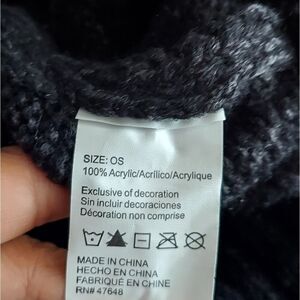 SIZE: OS
100% Acrylic/Acrílico/Acrylique
Exclusive of decoration
Sin incluir decoraciones
Décoration non comprise
MADE IN CHINA
HECHO EN CHINA
FABRIQUÉ EN CHINE
RN# 47648